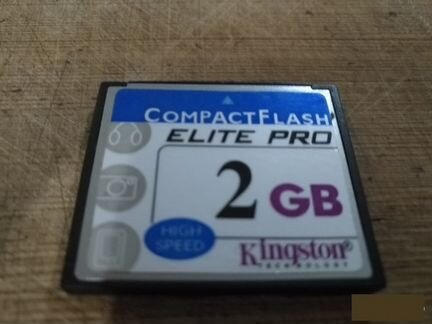 COMPACTFLASH
ELITE PRO
2 GB
HIGH SPEED
Kingston
TECHNOLOGY